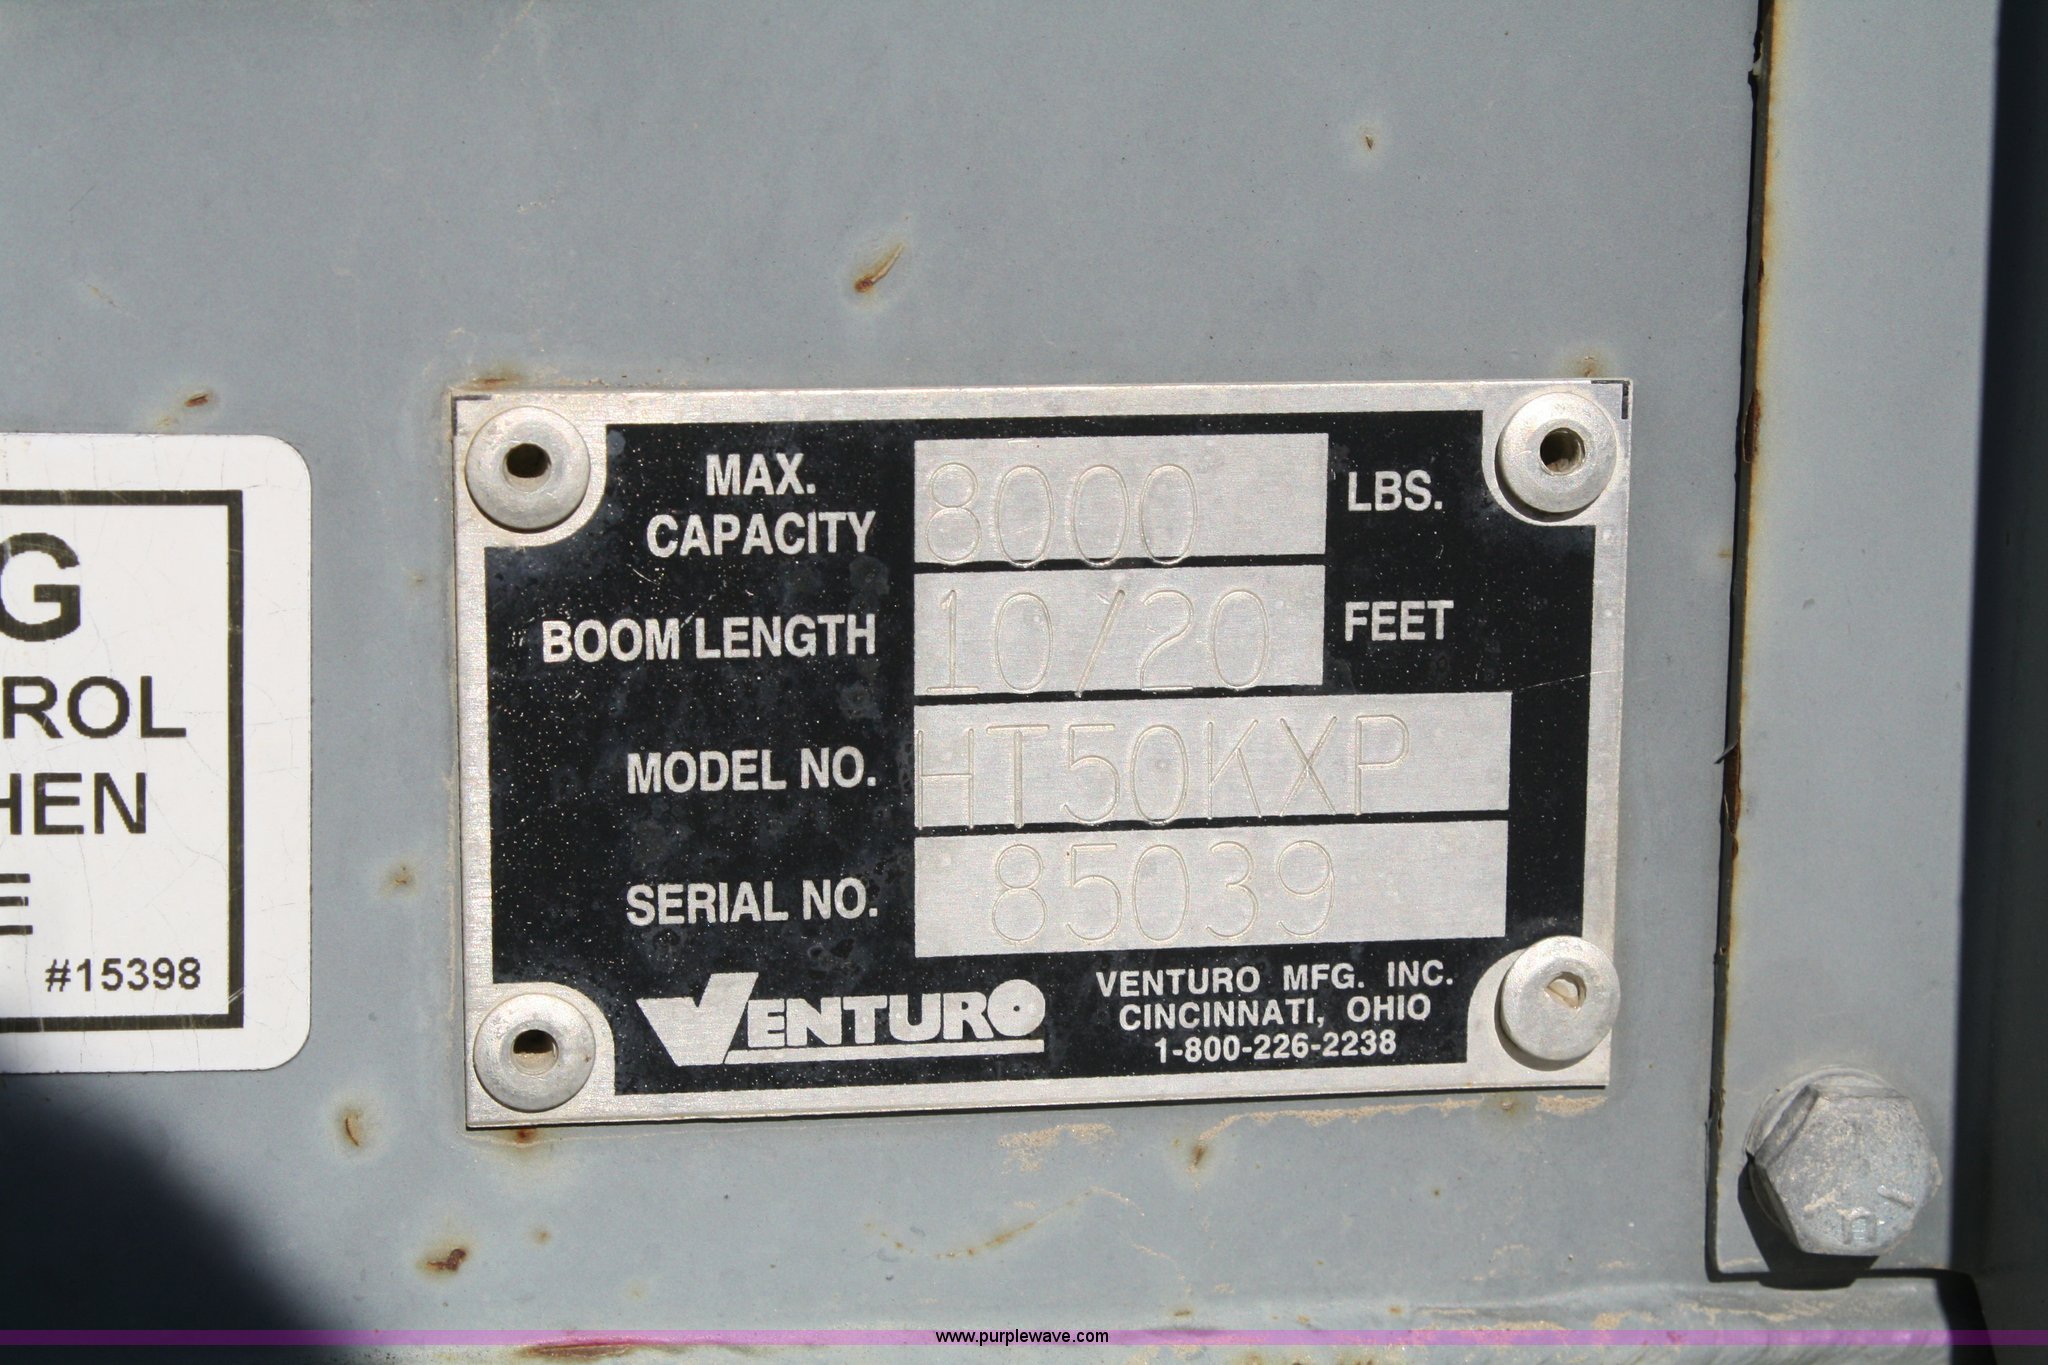 MAX.
CAPACITY 8000 LBS.
BOOM LENGTH 10/20 FEET
MODEL NO. HT50KXP
SERIAL NO. 85039
VENTURO
VENTURO MFG. INC.
CINCINNATI, OHIO
1-800-226-2238
G
ROL
HEN
E
#15398
www.purplewave.com